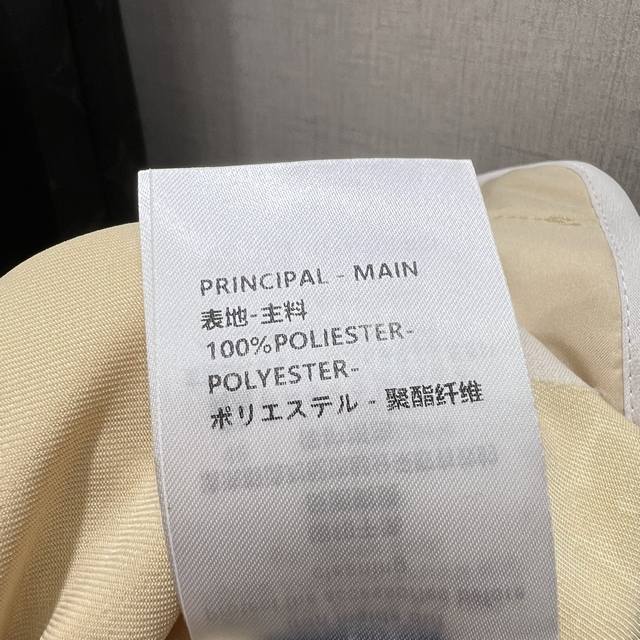 PRINCIPAL - MAIN
表地-主料
100%POLIESTER-
POLYESTER-
ポリエステル - 聚酯纤维